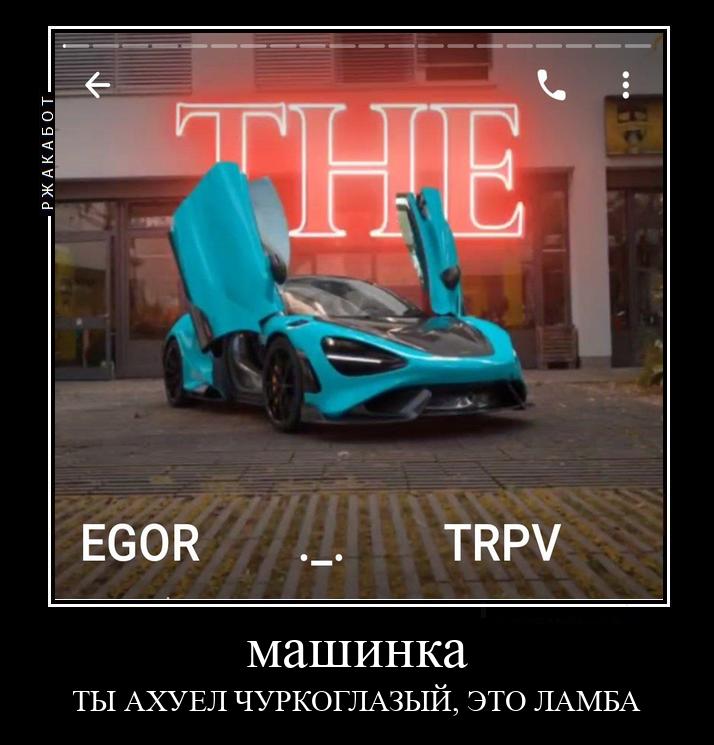 РЖАКАБОТ
THE
EGOR ._. TRPV
машинка
ТЫ АХУЕЛ ЧУРКОГЛАЗЫЙ, ЭТО ЛАМБА